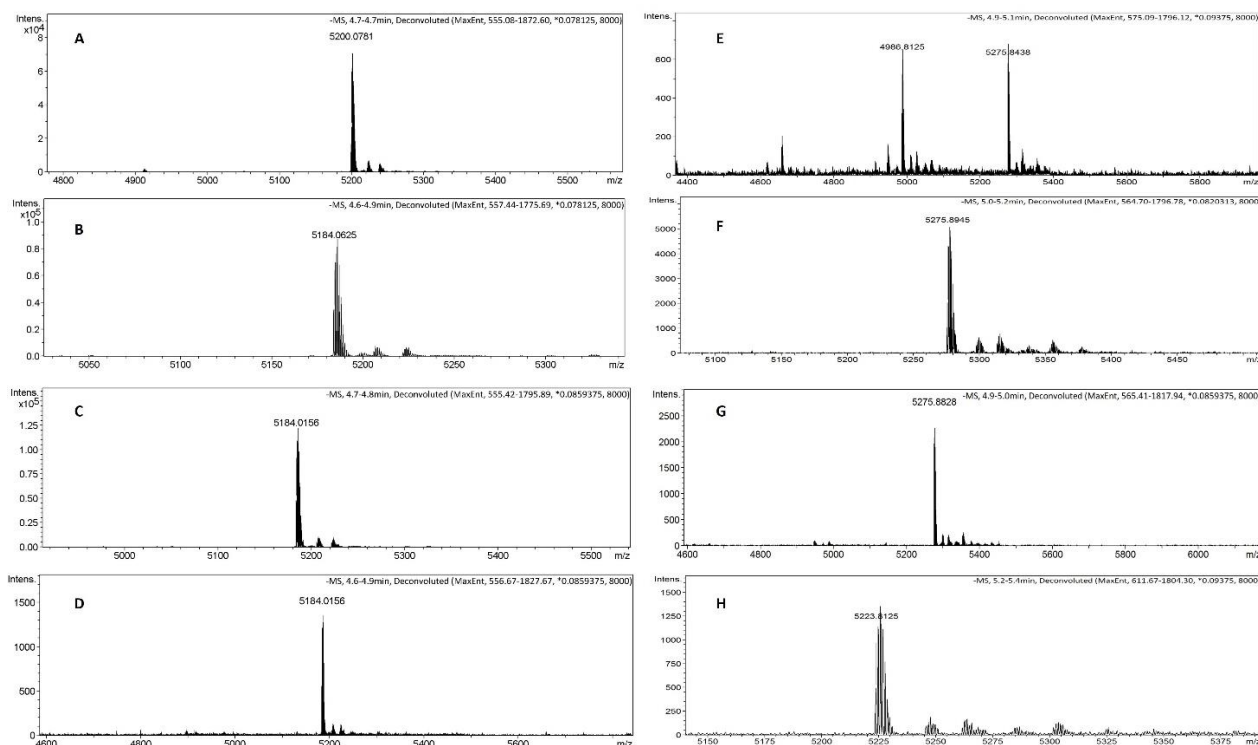 Intens.
x10⁴
-MS, 4.7-4.7min, Deconvoluted (MaxEnt, 555.08-1872.60, *0.078125, 8000)
A
5200.0781
8
6
4
2
0
4800 4900 5000 5100 5200 5300 5400 5500 m/z
Intens.
x10⁵
-MS, 4.6-4.9min, Deconvoluted (MaxEnt, 557.44-1775.69, *0.078125, 8000)
B
5184.0625
1.0
0.8
0.6
0.4
0.2
0.0
5050 5100 5150 5200 5250 5300 m/z
Intens.
x10⁵
-MS, 4.7-4.8min, Deconvoluted (MaxEnt, 555.42-1795.89, *0.0859375, 8000)
C
5184.0156
1.25
1.00
0.75
0.50
0.25
0.00
5000 5100 5200 5300 5400 5500 m/z
Intens.
-MS, 4.6-4.9min, Deconvoluted (MaxEnt, 556.67-1827.67, *0.0859375, 8000)
D
5184.0156
1500
1000
500
0
4600 4800 5000 5200 5400 5600 m/z
Intens.
-MS, 4.9-5.1min, Deconvoluted (MaxEnt, 575.09-1796.12, *0.09375, 8000)
E
4986.8125
5275.8438
600
400
200
0
4400 4600 4800 5000 5200 5400 5600 5800 m/z
Intens.
-MS, 5.0-5.2min, Deconvoluted (MaxEnt, 564.70-1796.78, *0.0820313, 8000)
F
5275.8945
5000
4000
3000
2000
1000
0
5100 5150 5200 5250 5300 5350 5400 5450 m/z
Intens.
-MS, 4.9-5.0min, Deconvoluted (MaxEnt, 565.41-1817.94, *0.0859375, 8000)
G
5275.8828
2500
2000
1500
1000
500
0
4600 4800 5000 5200 5400 5600 5800 6000 m/z
Intens.
-MS, 5.2-5.4min, Deconvoluted (MaxEnt, 611.67-1804.30, *0.09375, 8000)
H
5223.8125
1500
1250
1000
750
500
250
0
5150 5175 5200 5225 5250 5275 5300 5325 5350 5375 m/z